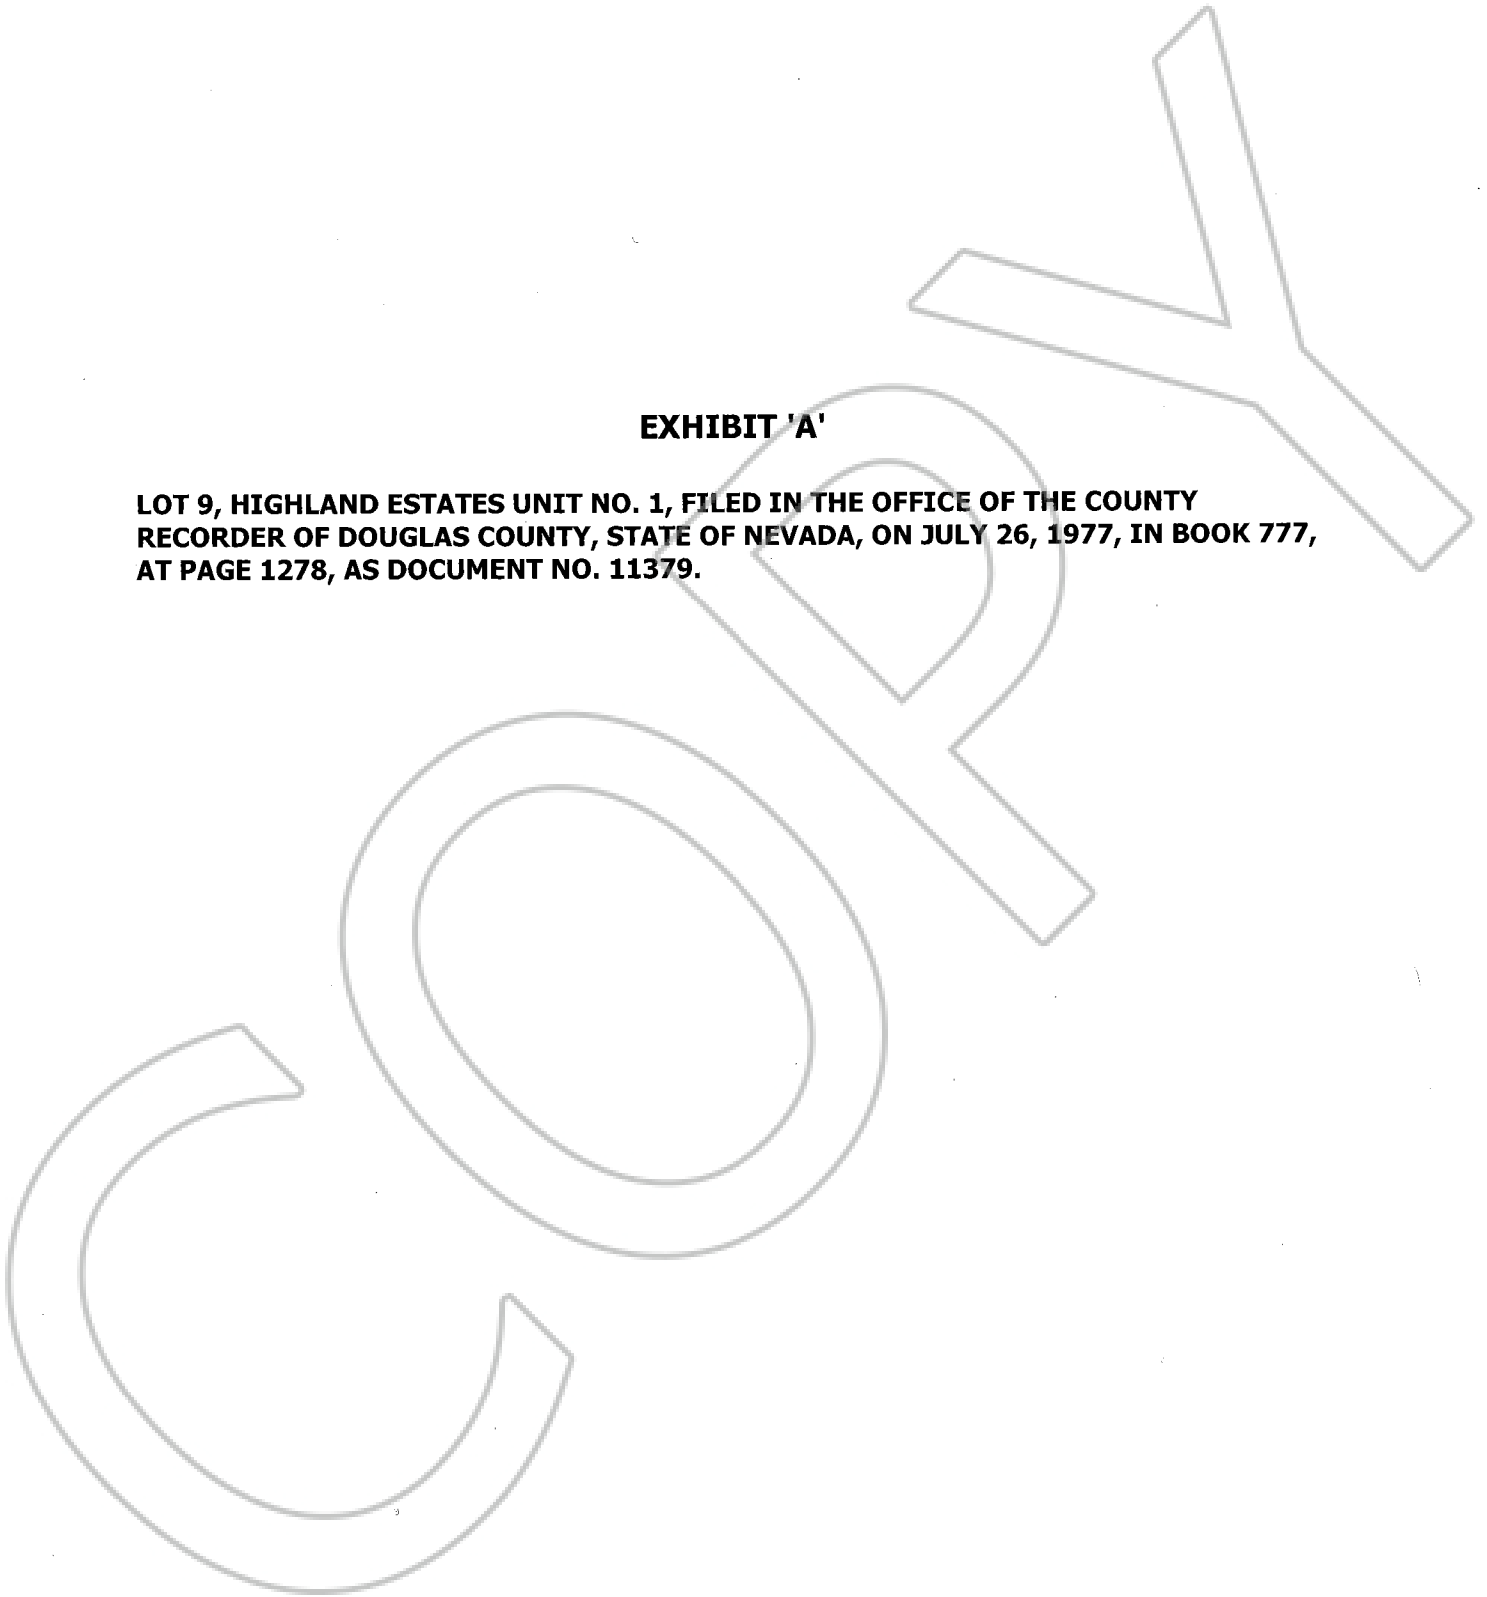 EXHIBIT 'A'
LOT 9, HIGHLAND ESTATES UNIT NO. 1, FILED IN THE OFFICE OF THE COUNTY
RECORDER OF DOUGLAS COUNTY, STATE OF NEVADA, ON JULY 26, 1977, IN BOOK 777,
AT PAGE 1278, AS DOCUMENT NO. 11379.
COPY